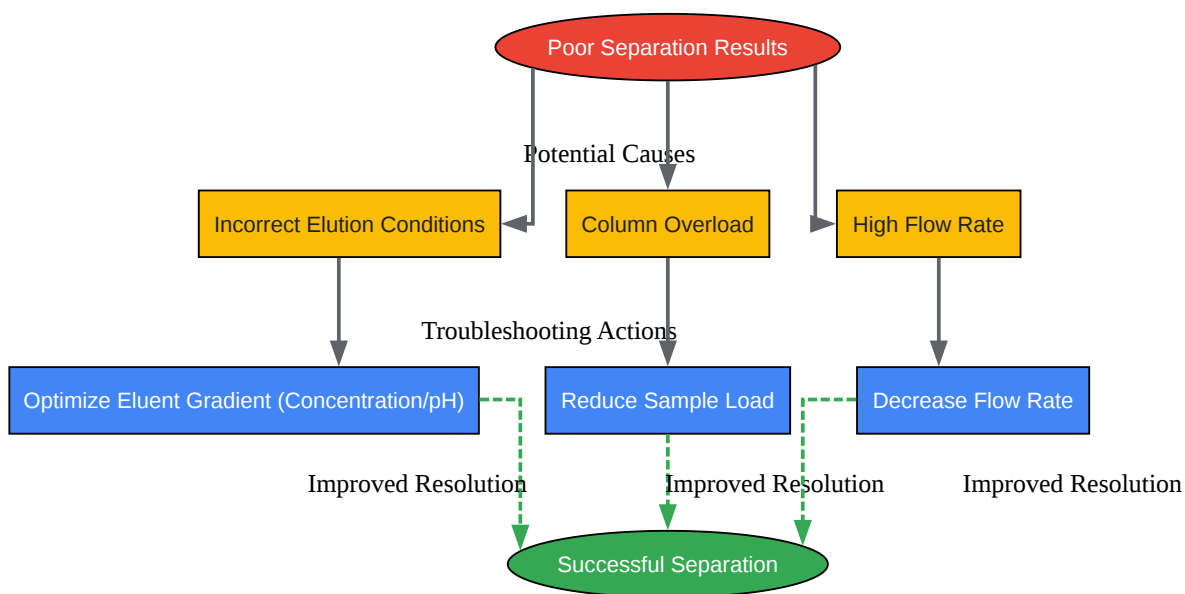 Poor Separation Results
Potential Causes
Incorrect Elution Conditions
Column Overload
High Flow Rate
Troubleshooting Actions
Optimize Eluent Gradient (Concentration/pH)
Reduce Sample Load
Decrease Flow Rate
Improved Resolution
Improved Resolution
Improved Resolution
Successful Separation